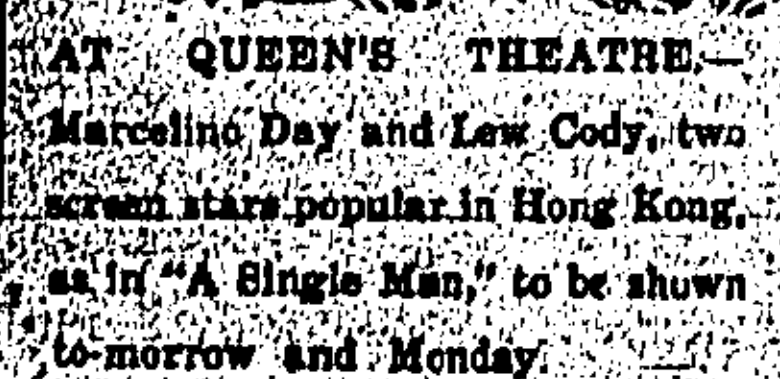 AT QUEEN'S THEATRE.—
Marceline Day and Lew Cody, two
screen stars popular in Hong Kong,
as in "A Single Man," to be shown
to-morrow and Monday